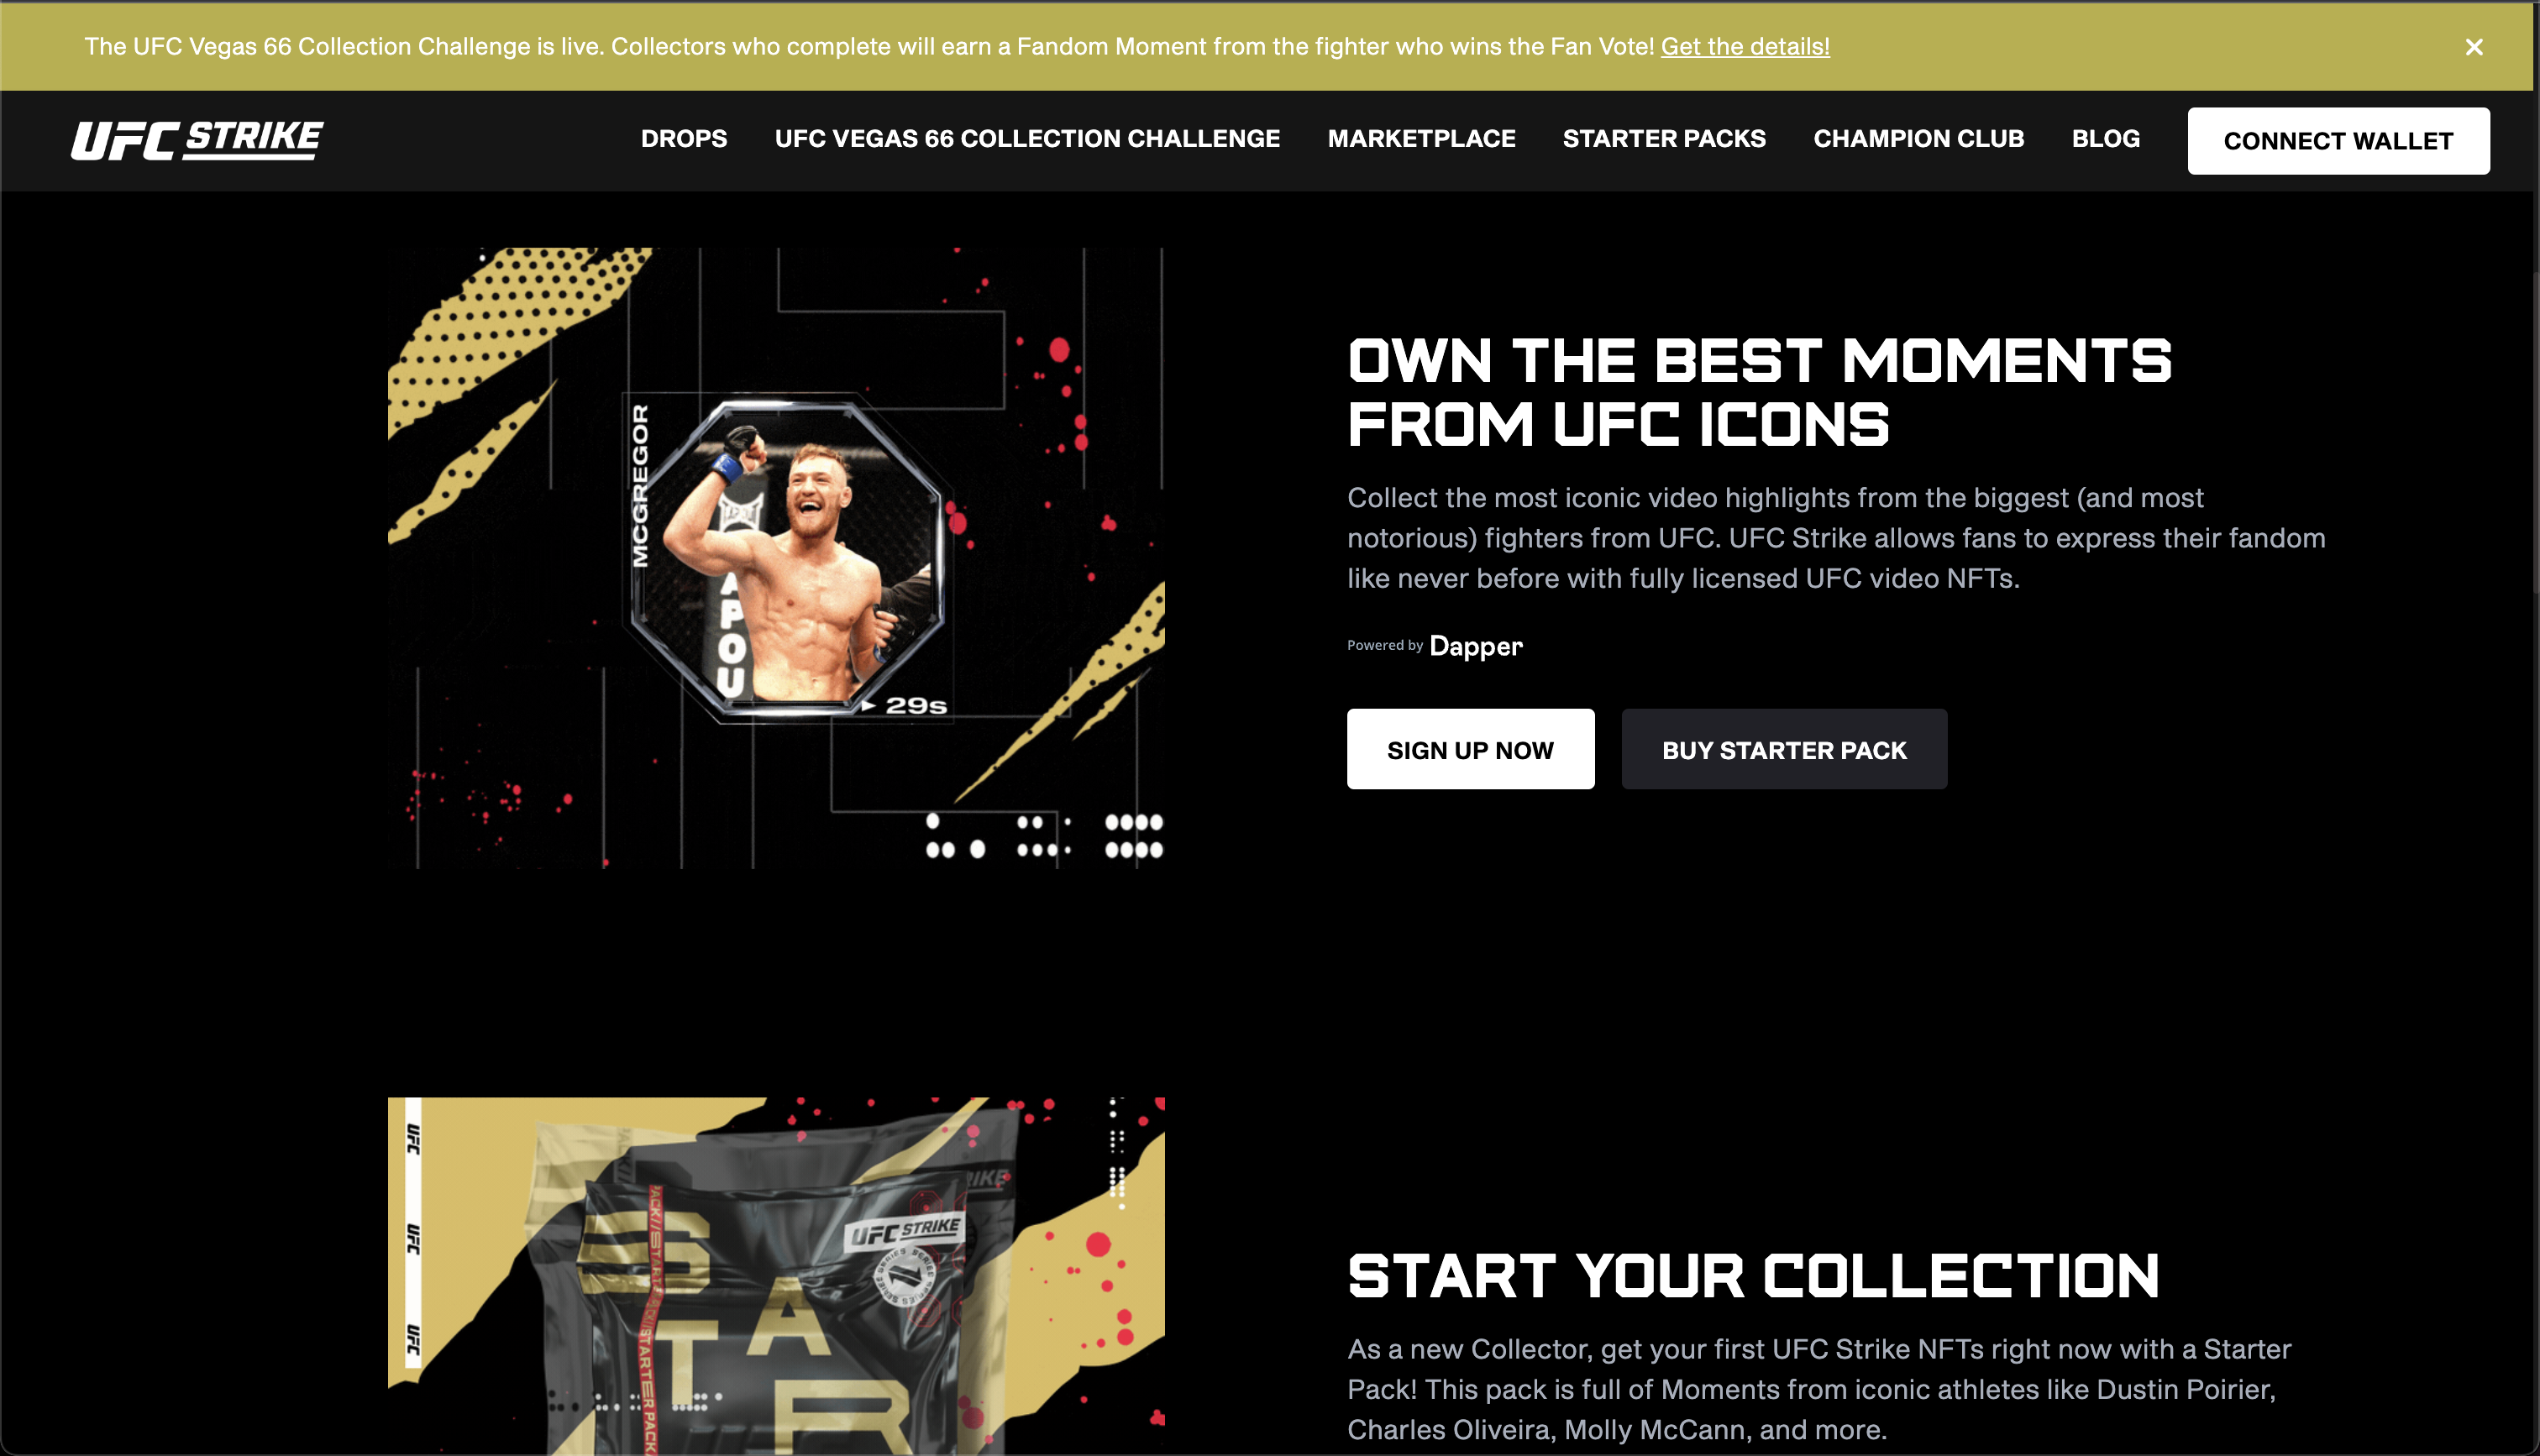 The UFC Vegas 66 Collection Challenge is live. Collectors who complete will earn a Fandom Moment from the fighter who wins the Fan Vote! Get the details!
UFC STRIKE
DROPS
UFC VEGAS 66 COLLECTION CHALLENGE
MARKETPLACE
STARTER PACKS
CHAMPION CLUB
BLOG
CONNECT WALLET
MCGREGOR
TAPOUT
APOU
29s
OWN THE BEST MOMENTS
FROM UFC ICONS
Collect the most iconic video highlights from the biggest (and most
notorious) fighters from UFC. UFC Strike allows fans to express their fandom
like never before with fully licensed UFC video NFTs.
Powered by Dapper
SIGN UP NOW
BUY STARTER PACK
UFC
UFC
UFC
UFC STRIKE
RIKE
S
T
A
R
STARTER PACK
START YOUR COLLECTION
As a new Collector, get your first UFC Strike NFTs right now with a Starter
Pack! This pack is full of Moments from iconic athletes like Dustin Poirier,
Charles Oliveira, Molly McCann, and more.